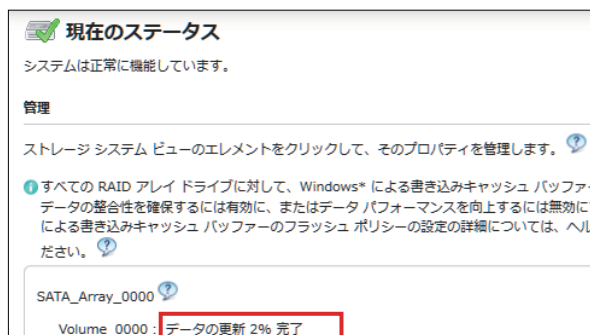 現在のステータス
システムは正常に機能しています。
管理
ストレージ システム ビューのエレメントをクリックして、そのプロパティを管理します。
すべての RAID アレイ ドライブに対して、Windows* による書き込みキャッシュ バッファ
データの整合性を確保するには有効に、またはデータ パフォーマンスを向上するには無効に
による書き込みキャッシュ バッファーのフラッシュ ポリシーの設定の詳細については、ヘル
ださい。
SATA_Array_0000
Volume_0000 : データの更新 2% 完了